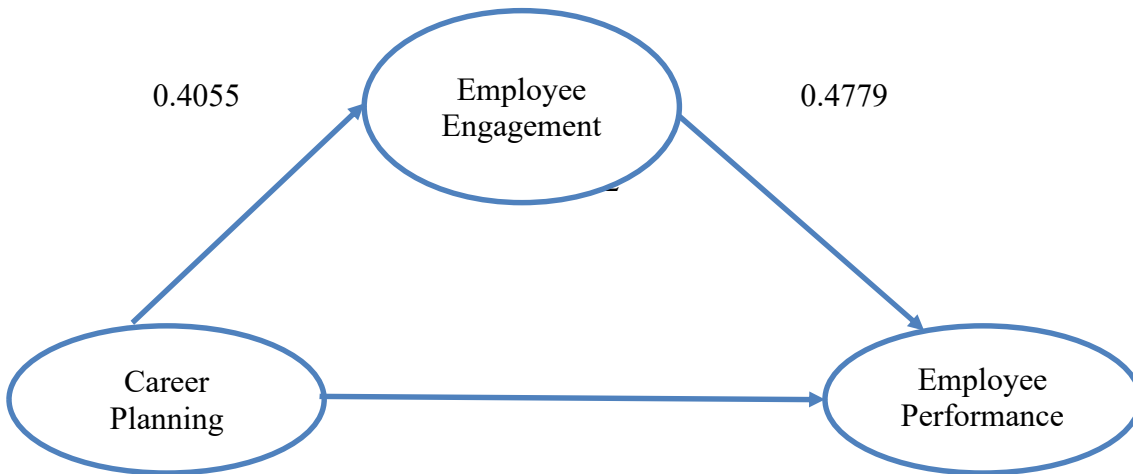 0.4055
Employee
Engagement
0.4779
Career
Planning
Employee
Performance